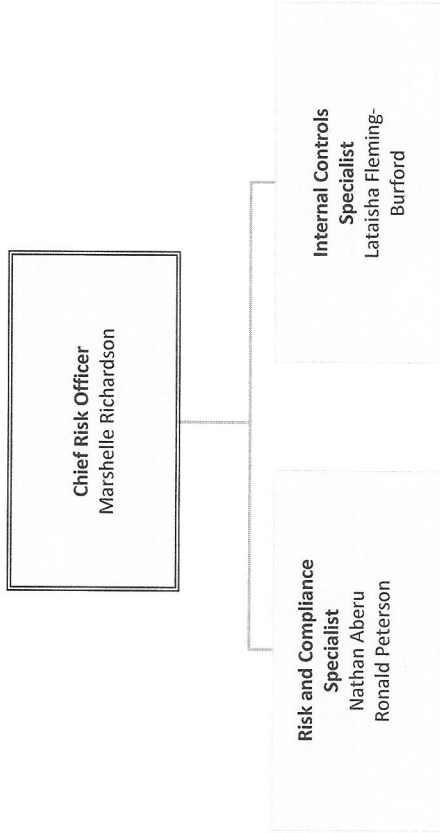 Chief Risk Officer
Marshelle Richardson
Risk and Compliance
Specialist
Nathan Aberu
Ronald Peterson
Internal Controls
Specialist
Lataisha Fleming-
Burford